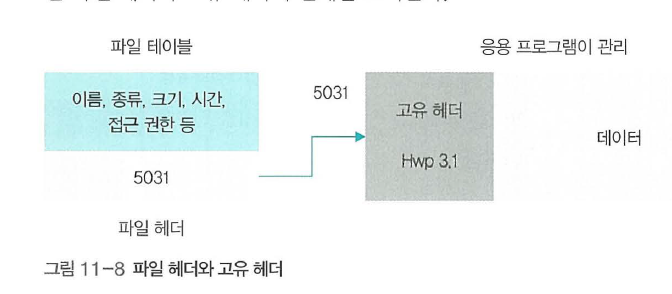 파일 테이블
응용 프로그램이 관리
이름, 종류, 크기, 시간,
접근 권한 등
5031
5031
고유 헤더
Hwp 3.1
데이터
파일 헤더
그림 11-8 파일 헤더와 고유 헤더